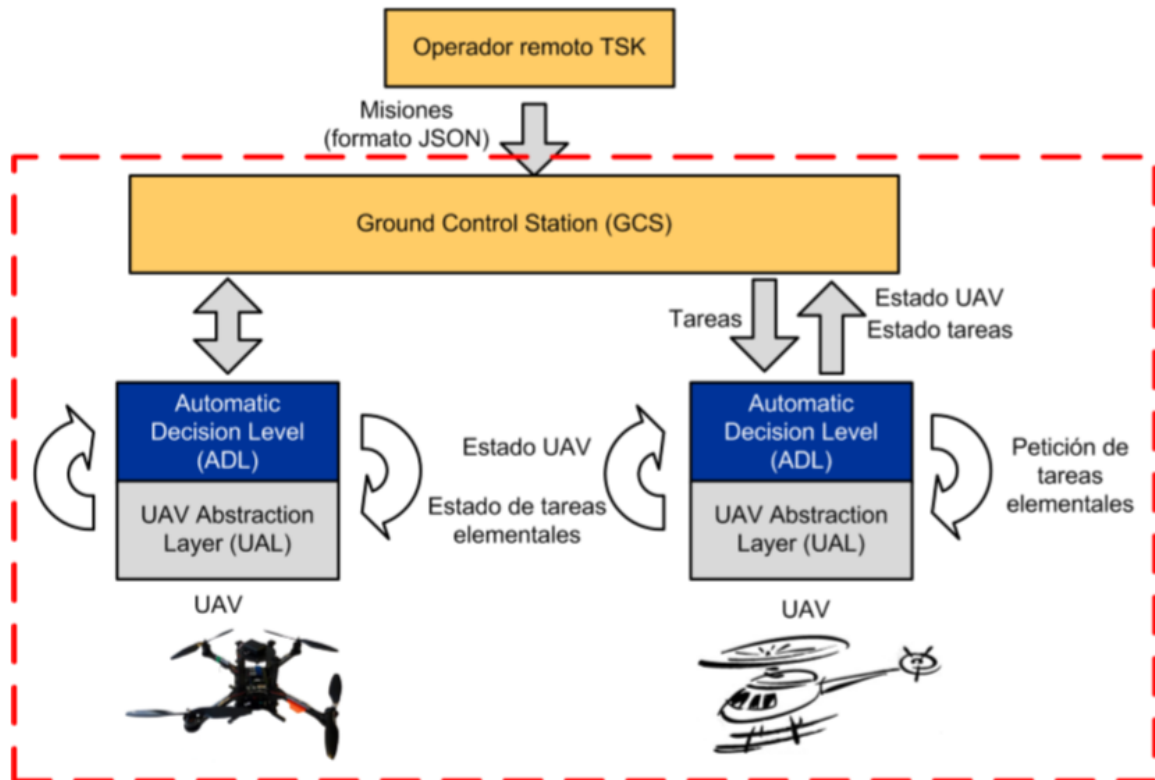 Operador remoto TSK
Misiones
(formato JSON)
Ground Control Station (GCS)
Tareas
Estado UAV
Estado tareas
Automatic
Decision Level
(ADL)
UAV Abstraction
Layer (UAL)
UAV
Estado UAV
Estado de tareas
elementales
Automatic
Decision Level
(ADL)
UAV Abstraction
Layer (UAL)
UAV
Petición de
tareas
elementales